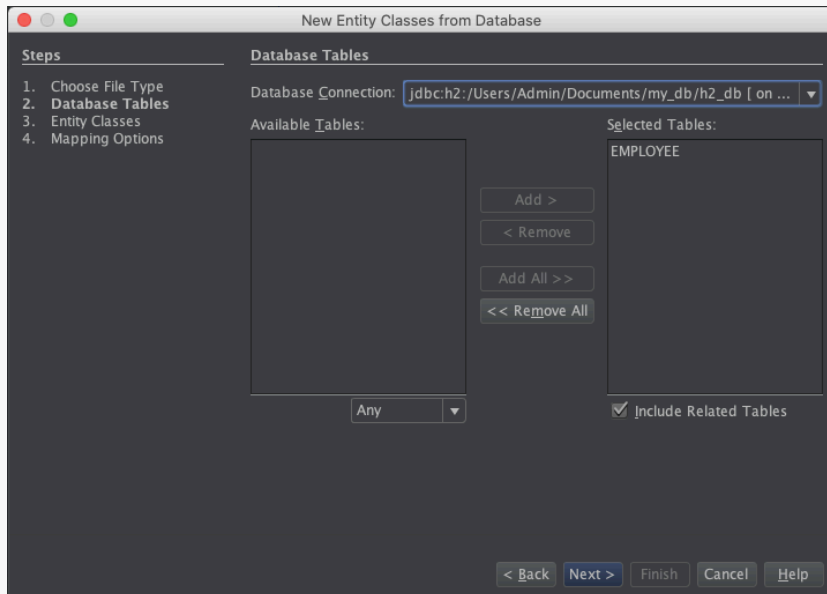 New Entity Classes from Database
Steps
1. Choose File Type
2. Database Tables
3. Entity Classes
4. Mapping Options
Database Tables
Database Connection: jdbc:h2:/Users/Admin/Documents/my_db/h2_db [ on ...
Available Tables:
Selected Tables:
EMPLOYEE
Add >
< Remove
Add All >>
<< Remove All
Any
Include Related Tables
< Back Next > Finish Cancel Help